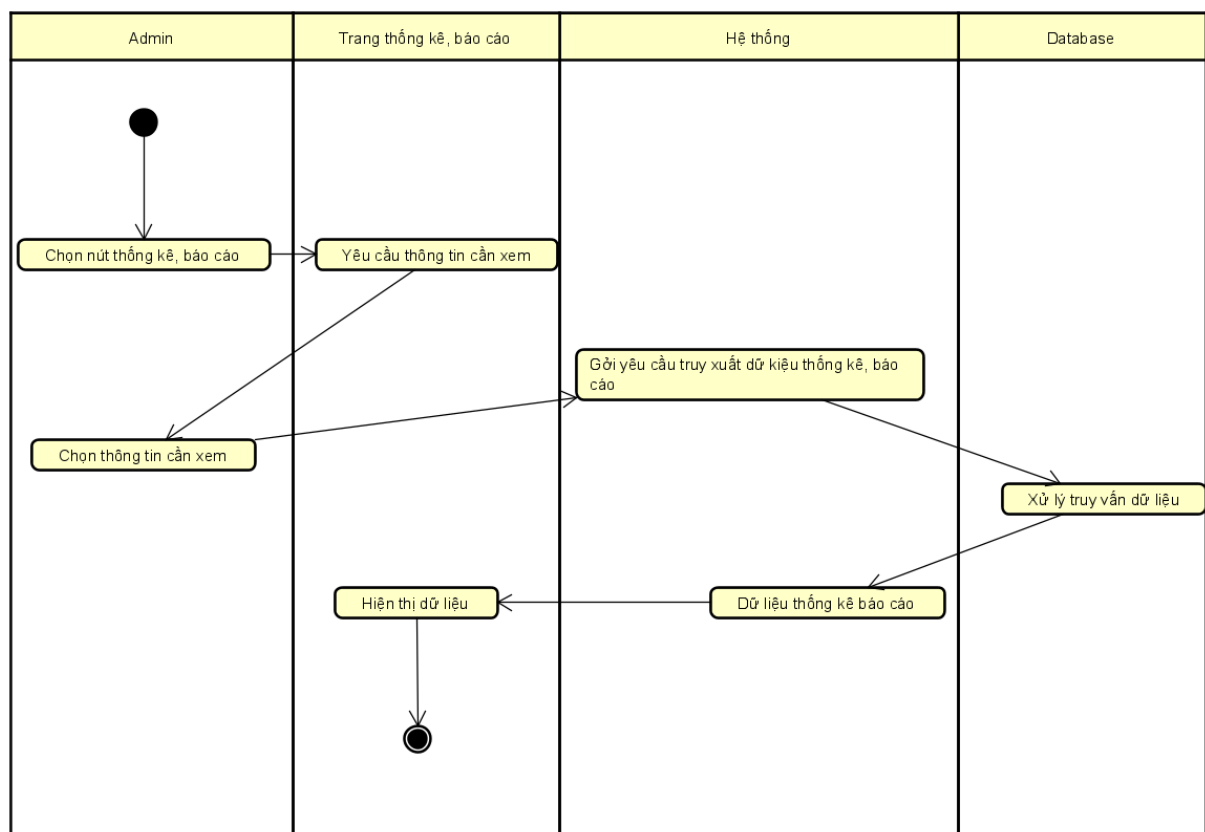 Admin
Trang thống kê, báo cáo
Hệ thống
Database
Chọn nút thống kê, báo cáo
Yêu cầu thông tin cần xem
Gởi yêu cầu truy xuất dữ kiệu thống kê, báo
cáo
Chọn thông tin cần xem
Xử lý truy vấn dữ liệu
Hiện thị dữ liệu
Dữ liệu thống kê báo cáo